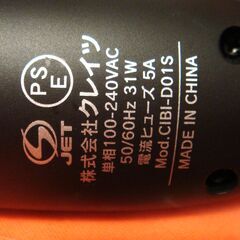 PS
E
JET
株式会社クレイツ
単相100-240VAC
50/60Hz 31W
電流ヒューズ 5A
Mod.CIBI-D01S
MADE IN CHINA